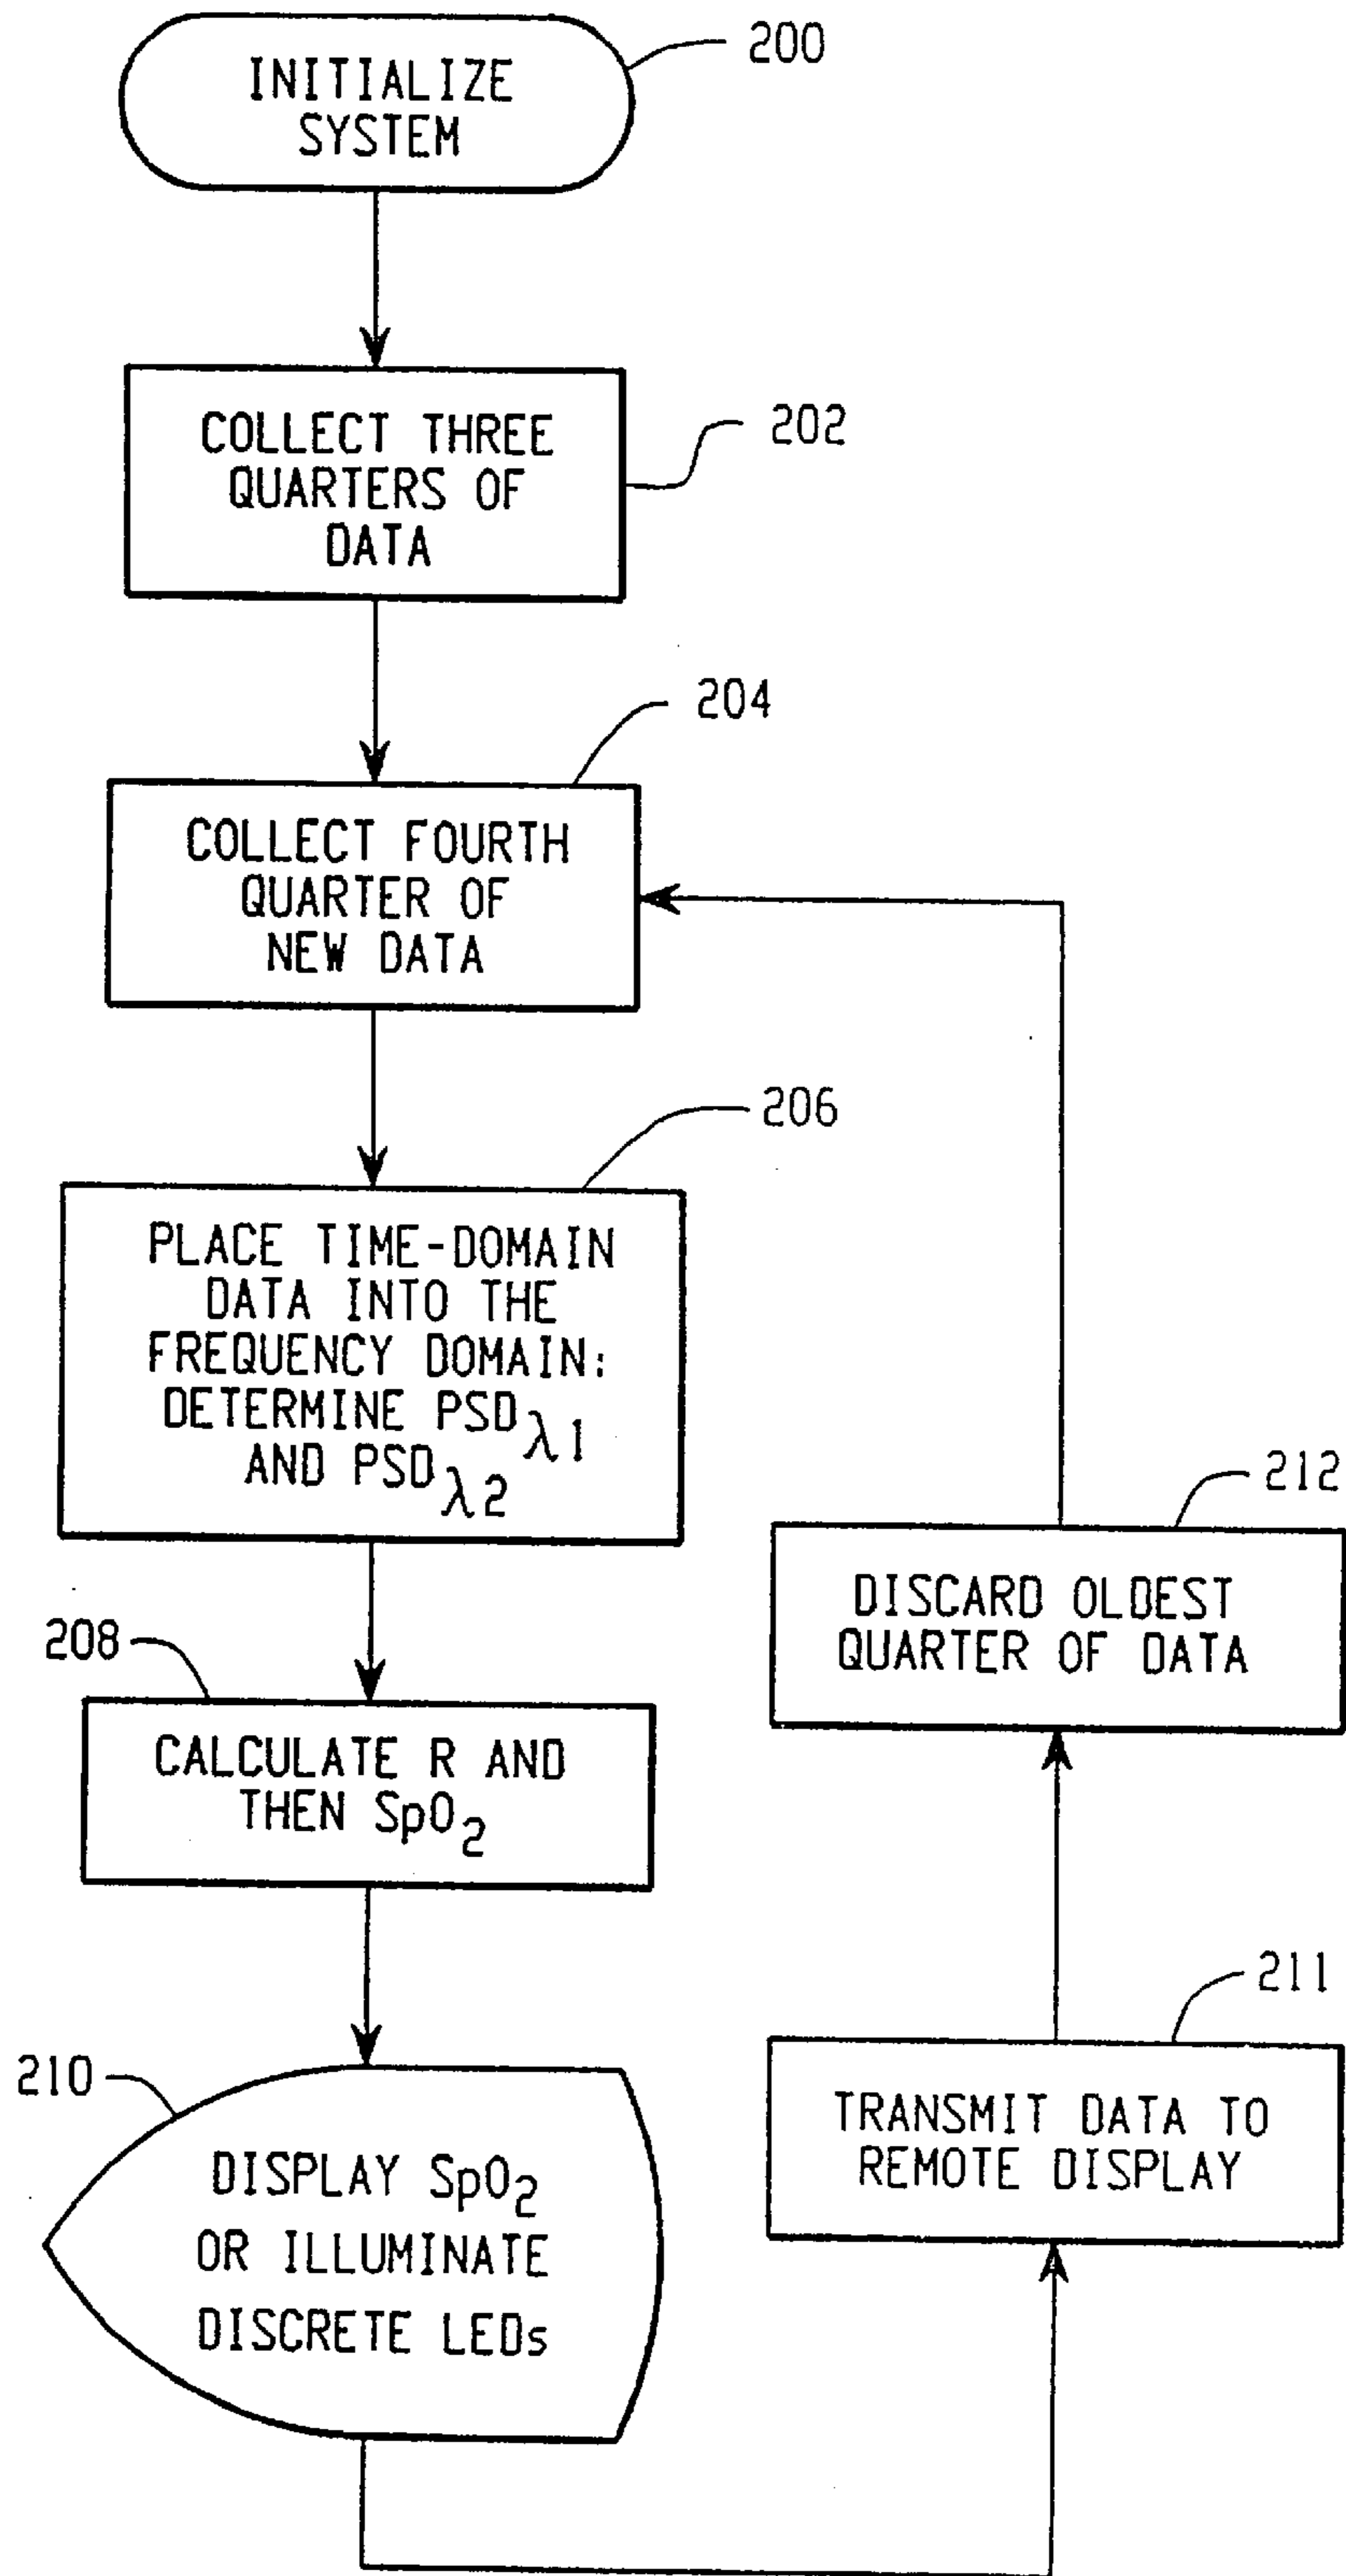 INITIALIZE
SYSTEM
200
COLLECT THREE
QUARTERS OF
DATA
202
204
COLLECT FOURTH
QUARTER OF
NEW DATA
206
PLACE TIME-DOMAIN
DATA INTO THE
FREQUENCY DOMAIN:
DETERMINE PSDλ1
AND PSDλ2
208
CALCULATE R AND
THEN SpO2
210
DISPLAY SpO2
OR ILLUMINATE
DISCRETE LEDs
211
TRANSMIT DATA TO
REMOTE DISPLAY
212
DISCARD OLDEST
QUARTER OF DATA